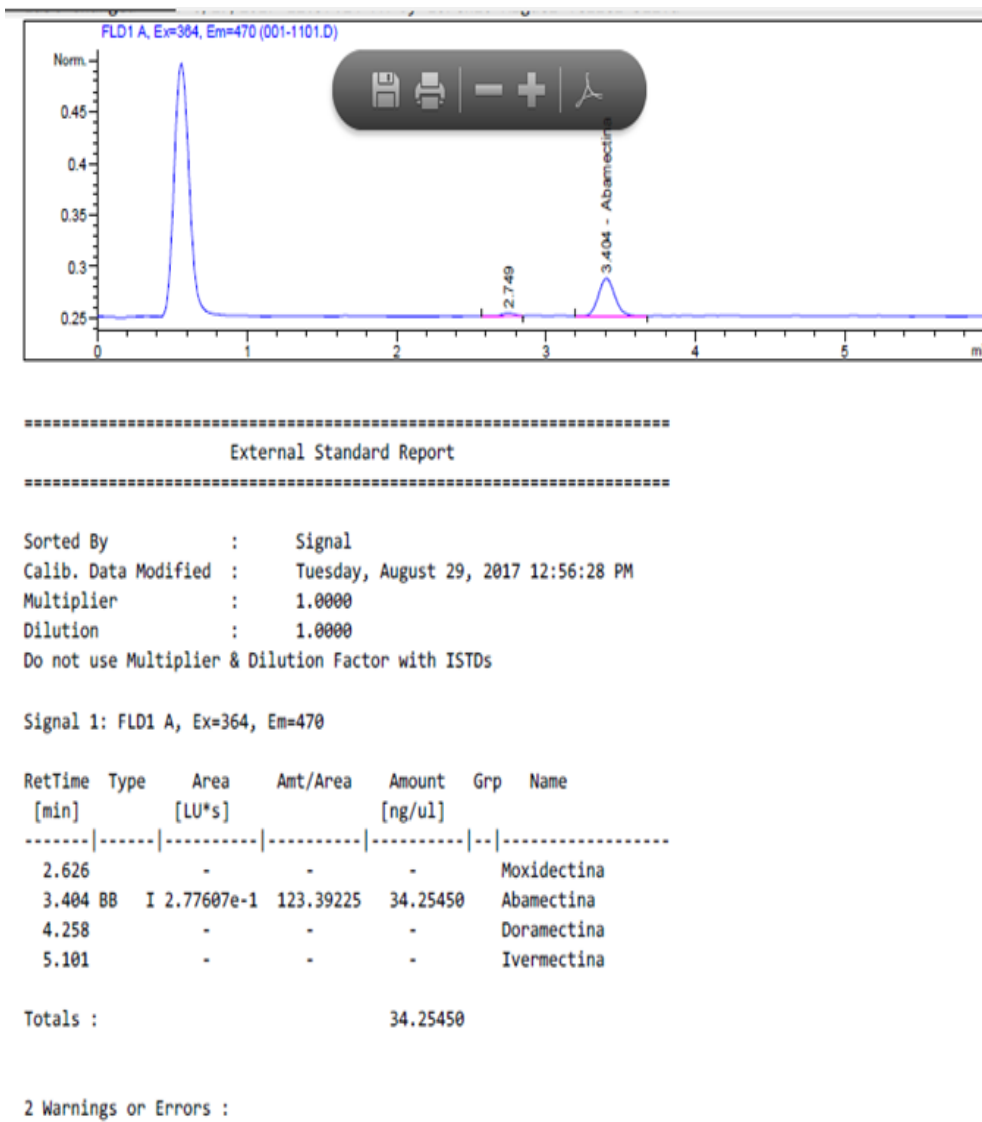 FLD1 A, Ex=364, Em=470 (001-1101.D)
Norm.
0.45
0.4
0.35
0.3
0.25
2.749
3.404 - Abamectina
0 1 2 3 4 5
=====================================================================
External Standard Report
=====================================================================
Sorted By : Signal
Calib. Data Modified : Tuesday, August 29, 2017 12:56:28 PM
Multiplier : 1.0000
Dilution : 1.0000
Do not use Multiplier & Dilution Factor with ISTDs
Signal 1: FLD1 A, Ex=364, Em=470
RetTime Type Area Amt/Area Amount Grp Name
[min] [LU*s] [ng/ul]
-------|------|----------|----------|----------|--|------------------
2.626 - - - Moxidectina
3.404 BB I 2.77607e-1 123.39225 34.25450 Abamectina
4.258 - - - Doramectina
5.101 - - - Ivermectina
Totals : 34.25450
2 Warnings or Errors :